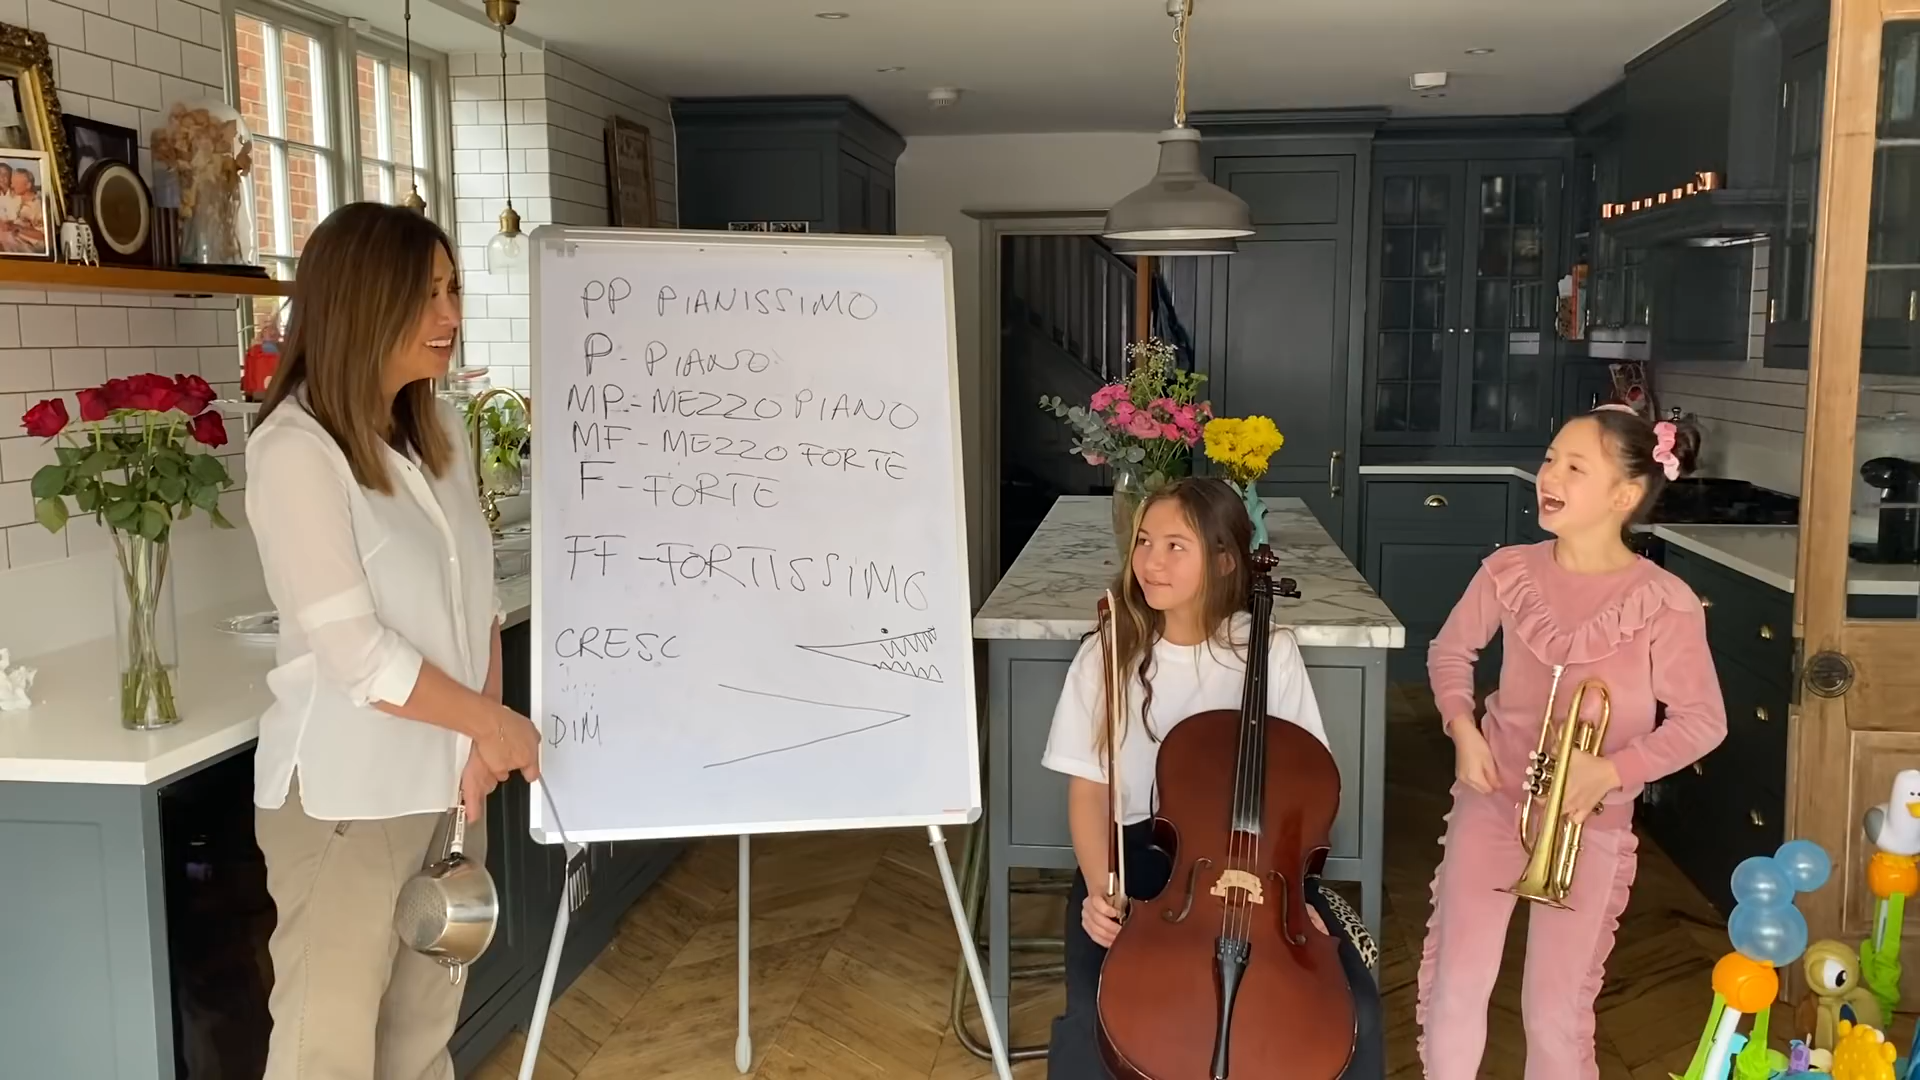 PP PIANISSIMO
P- PIANO
MP.- MEZZO PIANO
MF - MEZZO FORTE
F - FORTE
FF - FORTISSIMO
CRESC
DIM